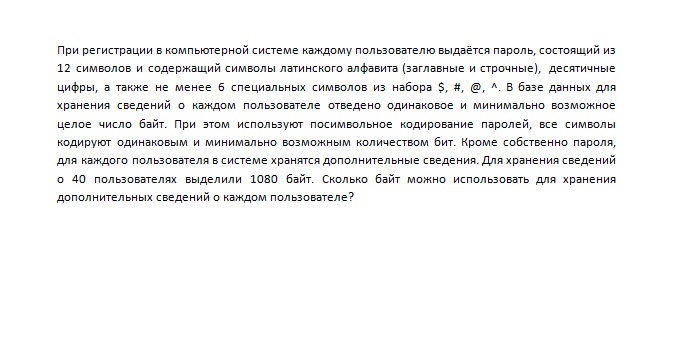 При регистрации в компьютерной системе каждому пользователю выдаётся пароль, состоящий из
12 символов и содержащий символы латинского алфавита (заглавные и строчные), десятичные
цифры, а также не менее 6 специальных символов из набора $, #, @, ^. В базе данных для
хранения сведений о каждом пользователе отведено одинаковое и минимально возможное
целое число байт. При этом используют посимвольное кодирование паролей, все символы
кодируют одинаковым и минимально возможным количеством бит. Кроме собственно пароля,
для каждого пользователя в системе хранятся дополнительные сведения. Для хранения сведений
о 40 пользователях выделили 1080 байт. Сколько байт можно использовать для хранения
дополнительных сведений о каждом пользователе?